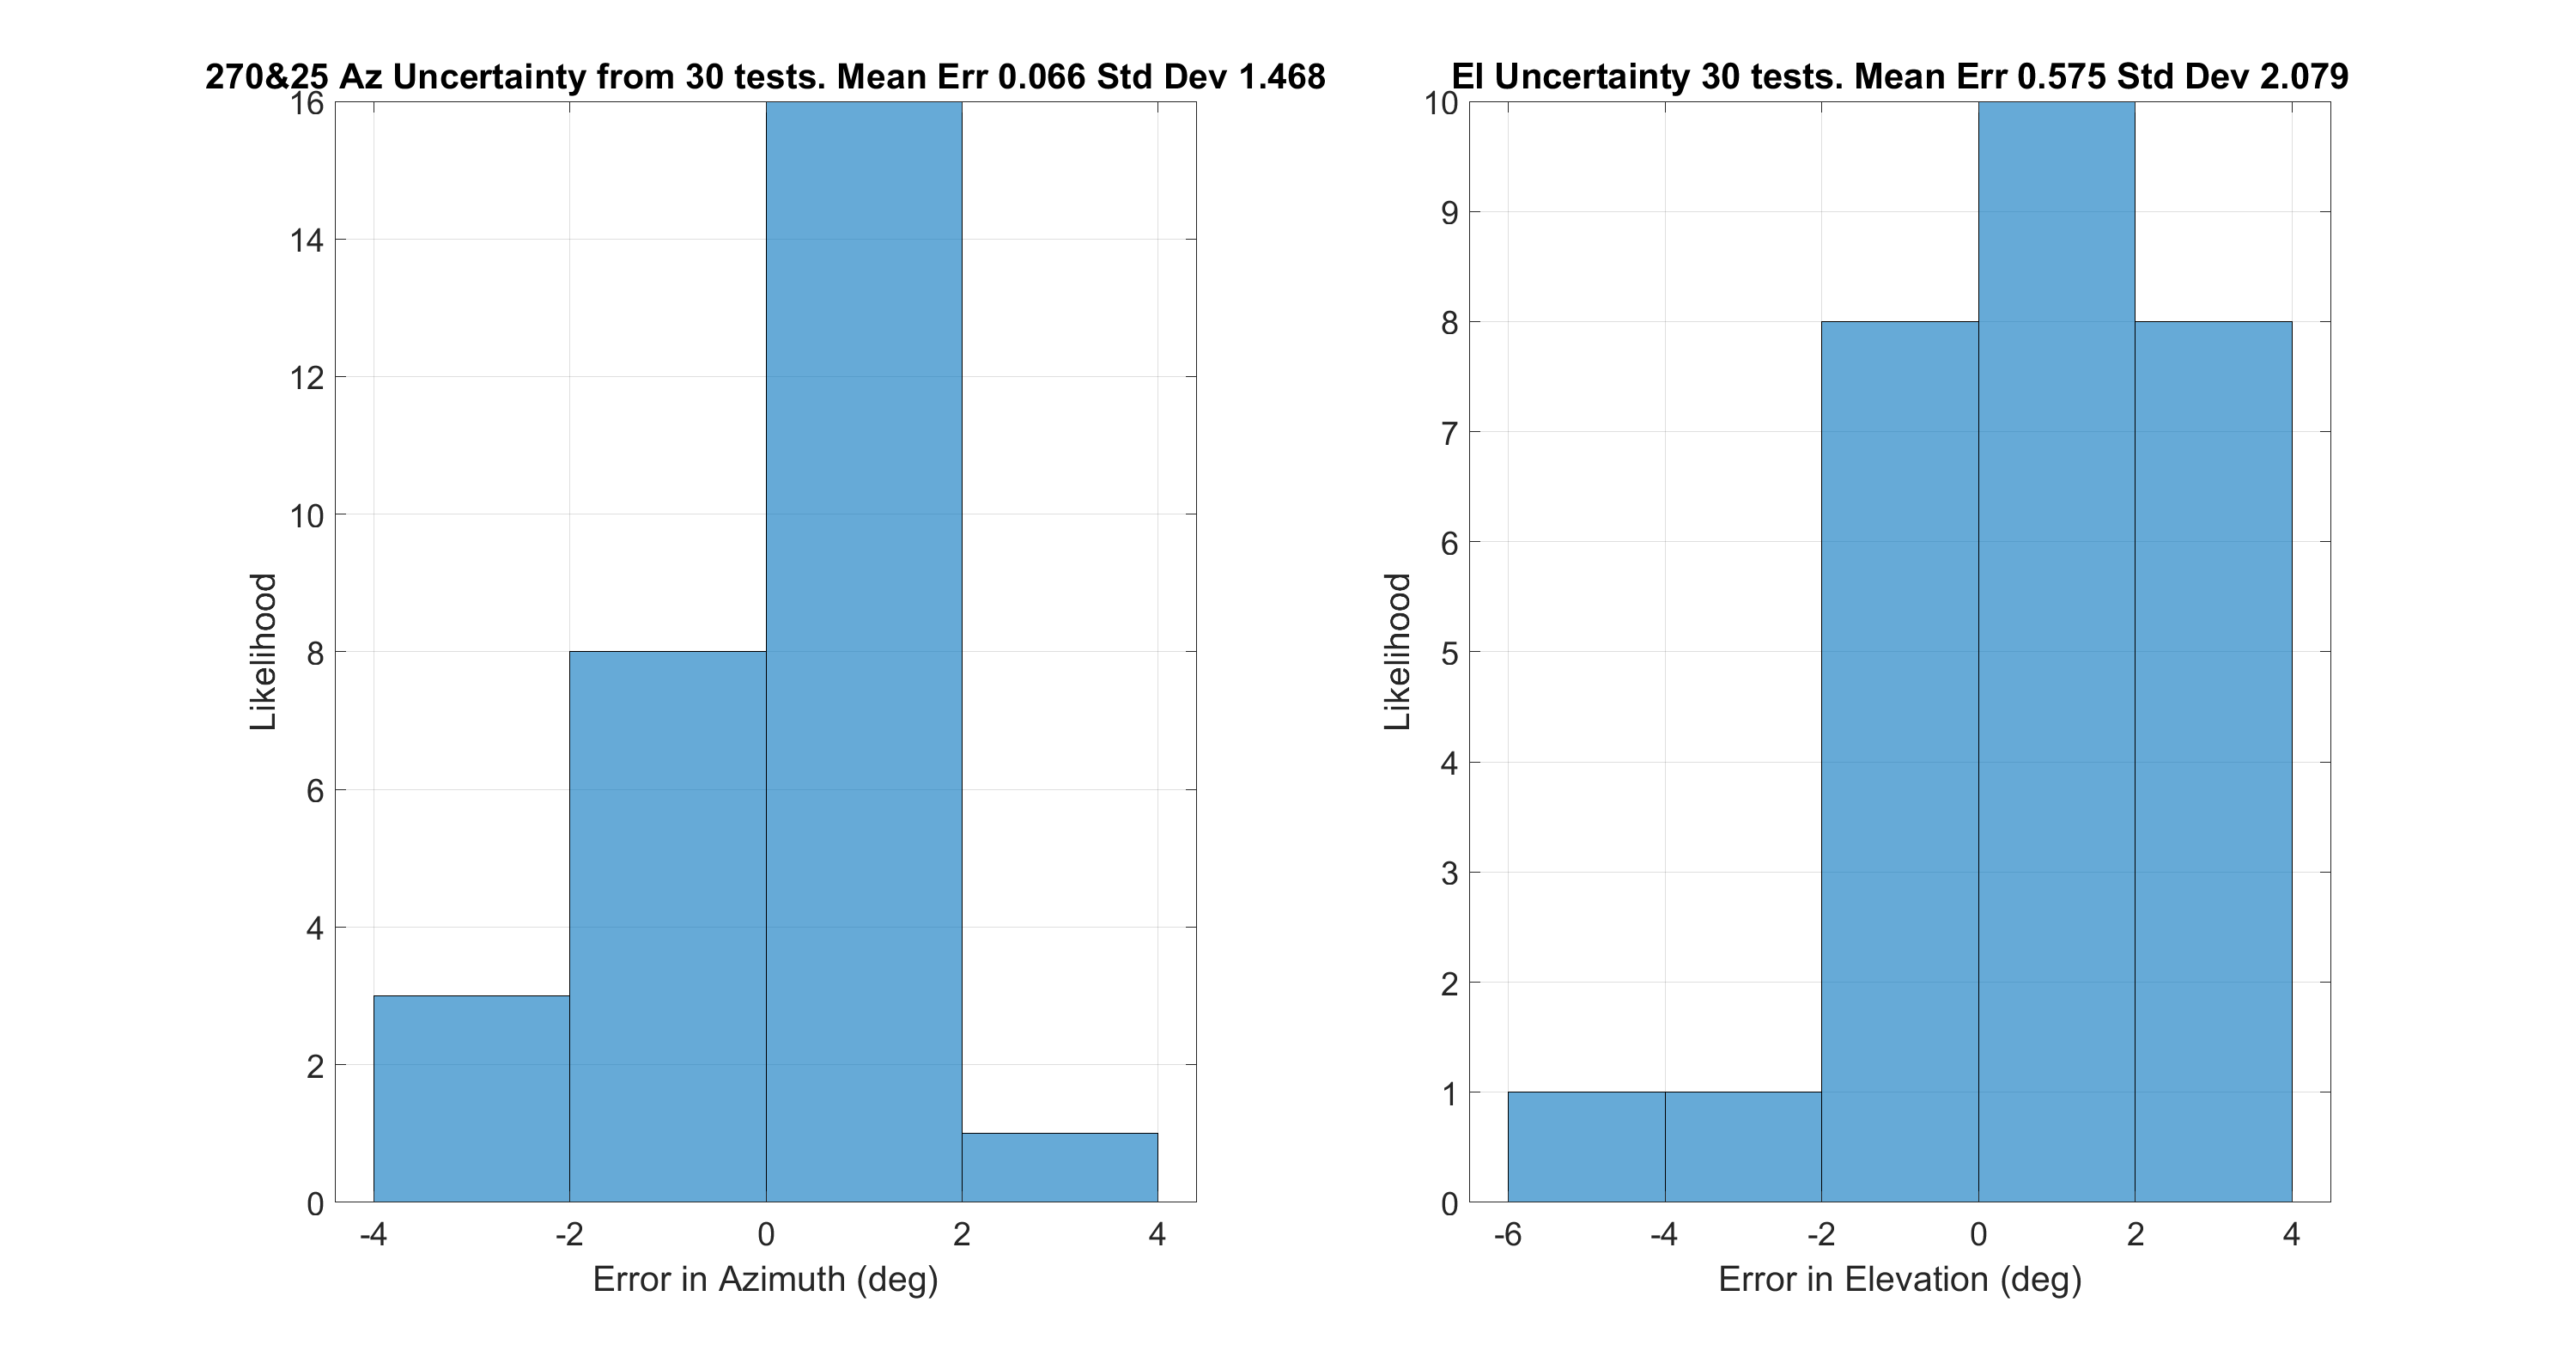 270&25 Az Uncertainty from 30 tests. Mean Err 0.066 Std Dev 1.468
16
14
12
10
8
6
4
2
0
Likelihood
-4 -2 0 2 4
Error in Azimuth (deg)
El Uncertainty 30 tests. Mean Err 0.575 Std Dev 2.079
10
9
8
7
6
5
4
3
2
1
0
Likelihood
-6 -4 -2 0 2 4
Error in Elevation (deg)